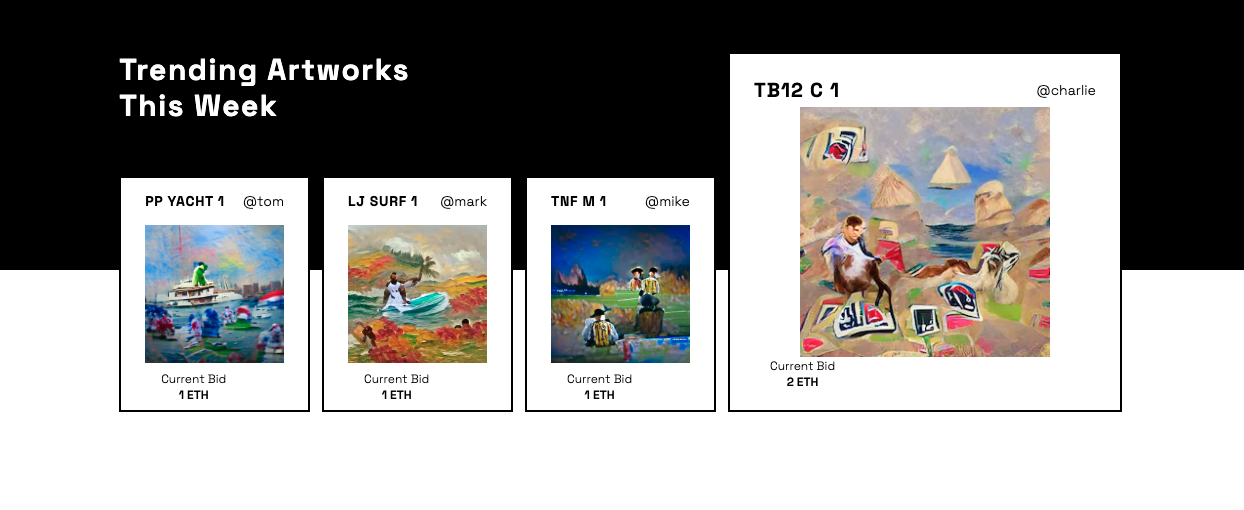 Trending Artworks
This Week
PP YACHT 1 @tom
Current Bid
1 ETH
LJ SURF 1 @mark
Current Bid
1 ETH
TNF M 1 @mike
Current Bid
1 ETH
TB12 C 1 @charlie
Current Bid
2 ETH